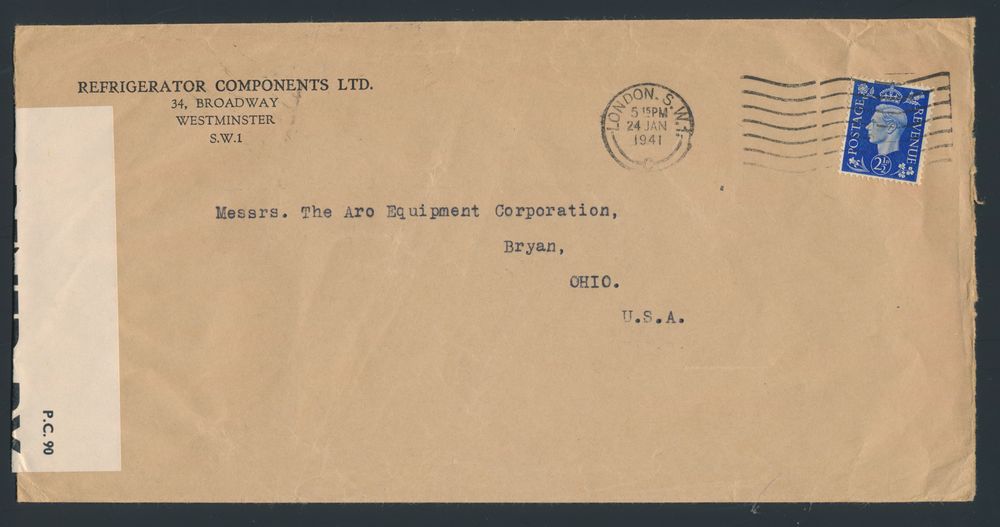 REFRIGERATOR COMPONENTS LTD.
34, BROADWAY
WESTMINSTER
S.W.1
LONDON. S.W.1.
5 15 PM
24 JAN
1941
POSTAGE
REVENUE
2½D
Messrs. The Aro Equipment Corporation,
Bryan,
OHIO.
U.S.A.
P.C. 90